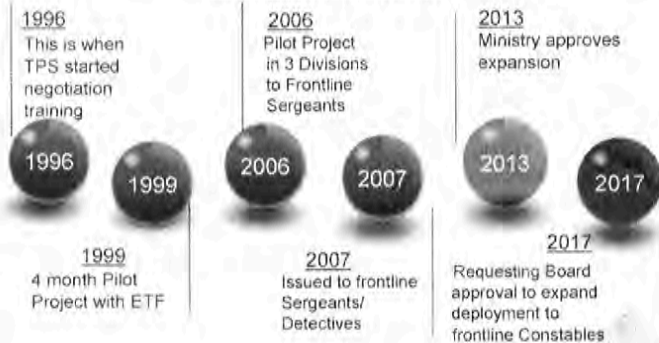 1996
This is when
TPS started
negotiation
training
2006
Pilot Project
in 3 Divisions
to Frontline
Sergeants
2013
Ministry approves
expansion
1996
1999
2006
2007
2013
2017
1999
4 month Pilot
Project with ETF
2007
Issued to frontline
Sergeants/
Detectives
2017
Requesting Board
approval to expand
deployment to
frontline Constables